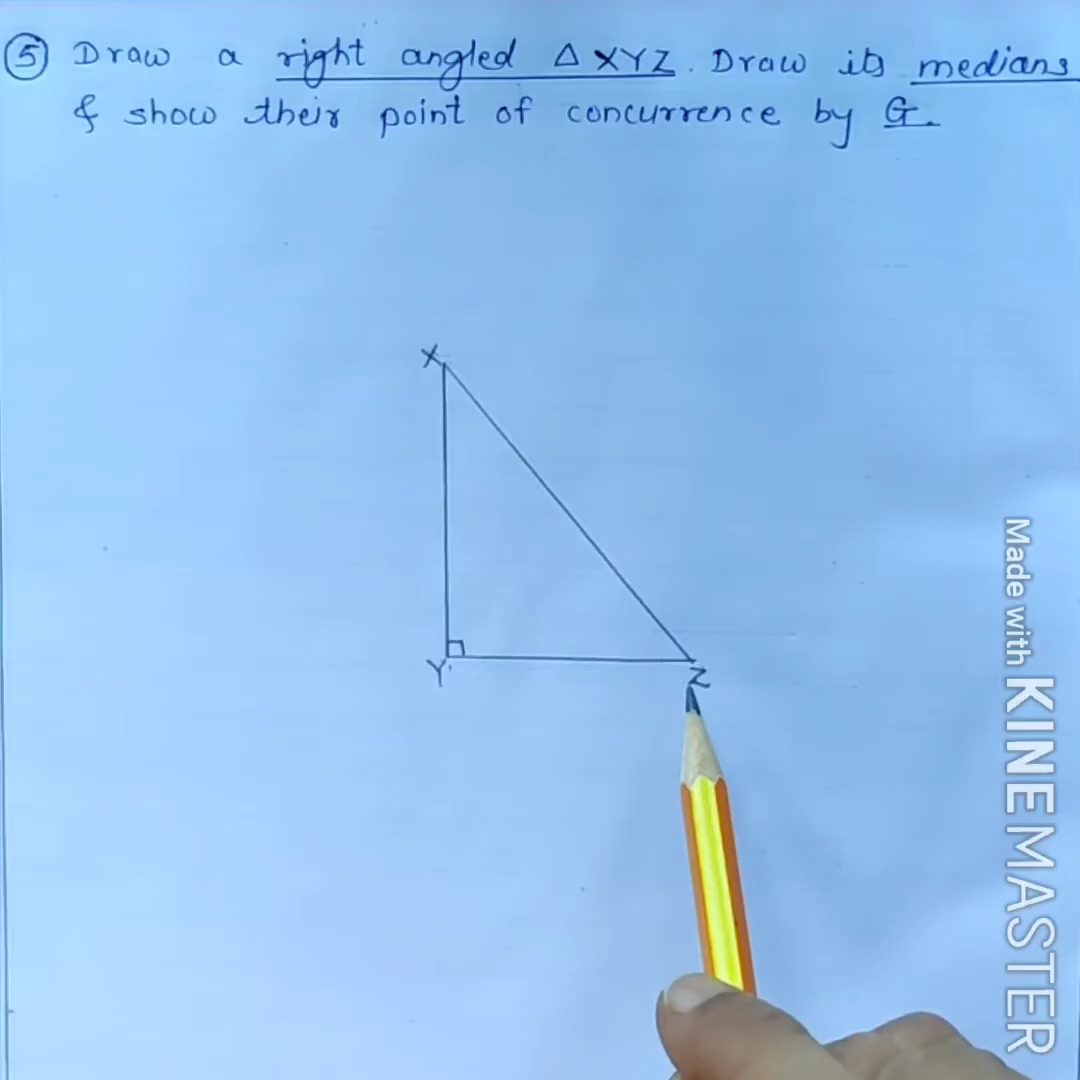 ⑤ Draw a right angled △XYZ. Draw its medians
& show their point of concurrence by G.
X
Y
Z
Made with KINEMASTER